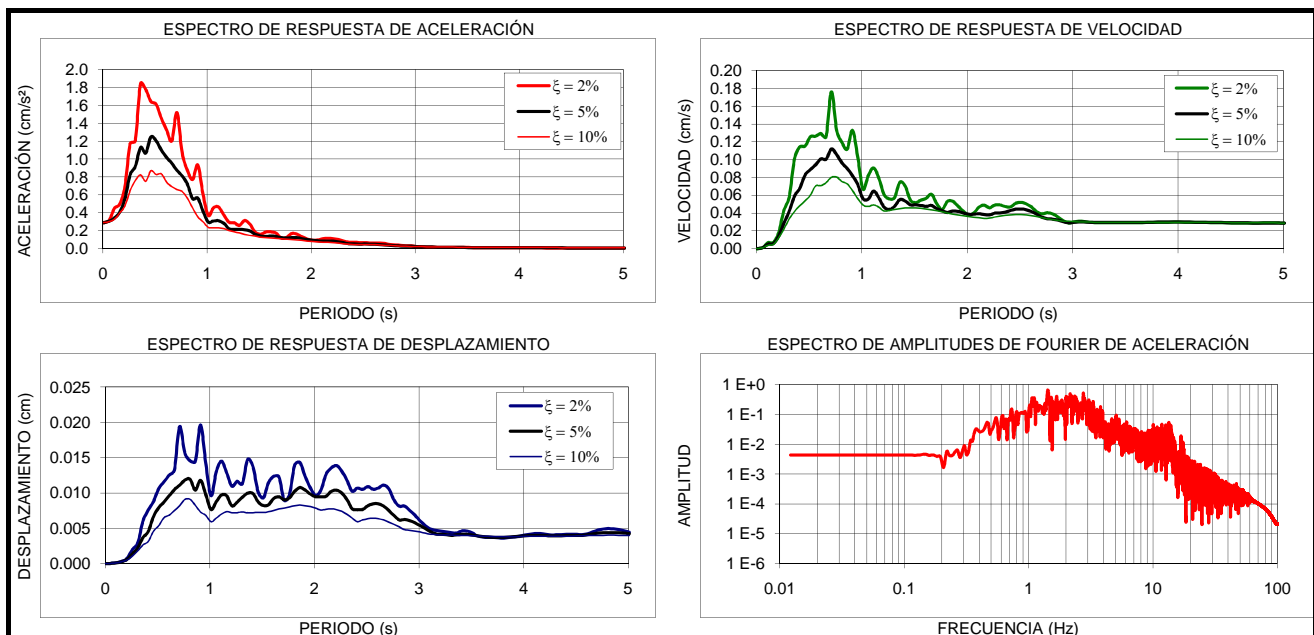 ESPECTRO DE RESPUESTA DE ACELERACIÓN
ACELERACIÓN (cm/s²)
2.0
1.8
1.6
1.4
1.2
1.0
0.8
0.6
0.4
0.2
0.0
ξ = 2%
ξ = 5%
ξ = 10%
0 1 2 3 4 5
PERIODO (s)
ESPECTRO DE RESPUESTA DE VELOCIDAD
VELOCIDAD (cm/s)
0.20
0.18
0.16
0.14
0.12
0.10
0.08
0.06
0.04
0.02
0.00
ξ = 2%
ξ = 5%
ξ = 10%
0 1 2 3 4 5
PERIODO (s)
ESPECTRO DE RESPUESTA DE DESPLAZAMIENTO
DESPLAZAMIENTO (cm)
0.025
0.020
0.015
0.010
0.005
0.000
ξ = 2%
ξ = 5%
ξ = 10%
0 1 2 3 4 5
PERIODO (s)
ESPECTRO DE AMPLITUDES DE FOURIER DE ACELERACIÓN
AMPLITUD
1 E+0
1 E-1
1 E-2
1 E-3
1 E-4
1 E-5
1 E-6
0.01 0.1 1 10 100
FRECUENCIA (Hz)